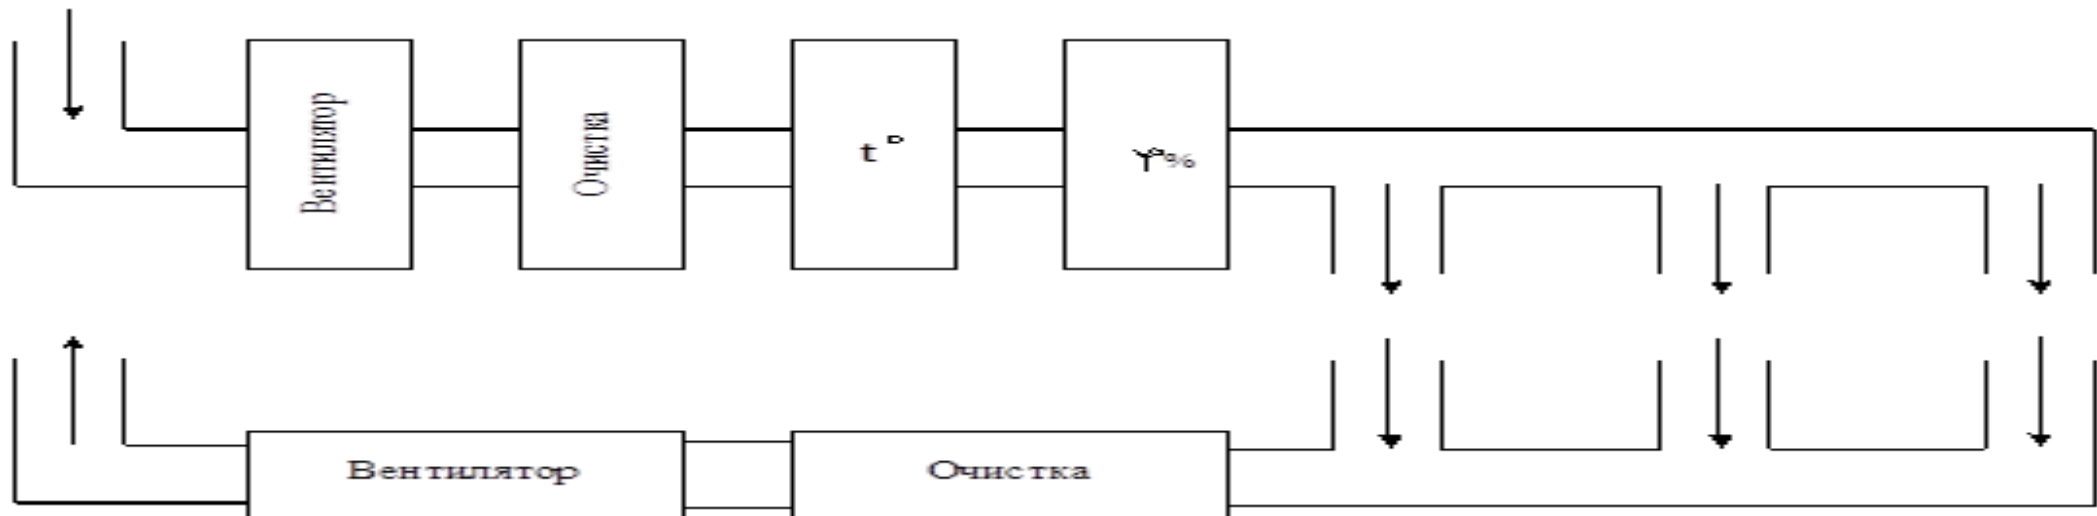 Вентилятор
Очистка
t °
φ%
Вентилятор
Очистка